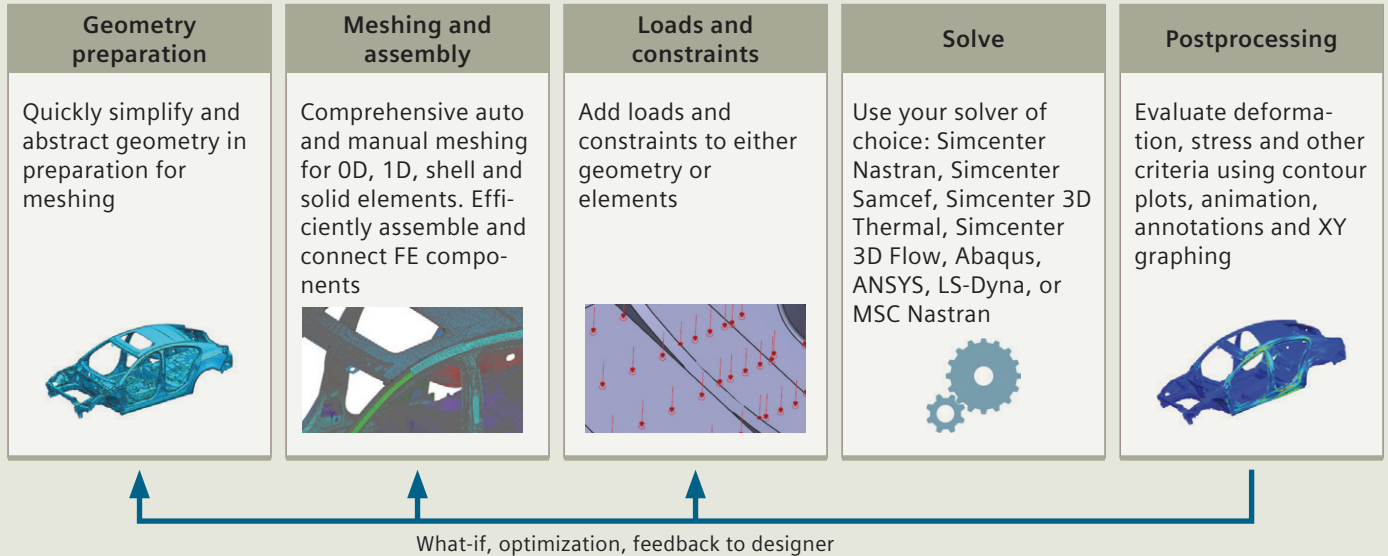 Geometry
preparation
Quickly simplify and
abstract geometry in
preparation for
meshing
Meshing and
assembly
Comprehensive auto
and manual meshing
for 0D, 1D, shell and
solid elements. Effi-
ciently assemble and
connect FE compo-
nents
Loads and
constraints
Add loads and
constraints to either
geometry or
elements
Solve
Use your solver of
choice: Simcenter
Nastran, Simcenter
Samcef, Simcenter 3D
Thermal, Simcenter
3D Flow, Abaqus,
ANSYS, LS-Dyna, or
MSC Nastran
Postprocessing
Evaluate deforma-
tion, stress and other
criteria using contour
plots, animation,
annotations and XY
graphing
What-if, optimization, feedback to designer